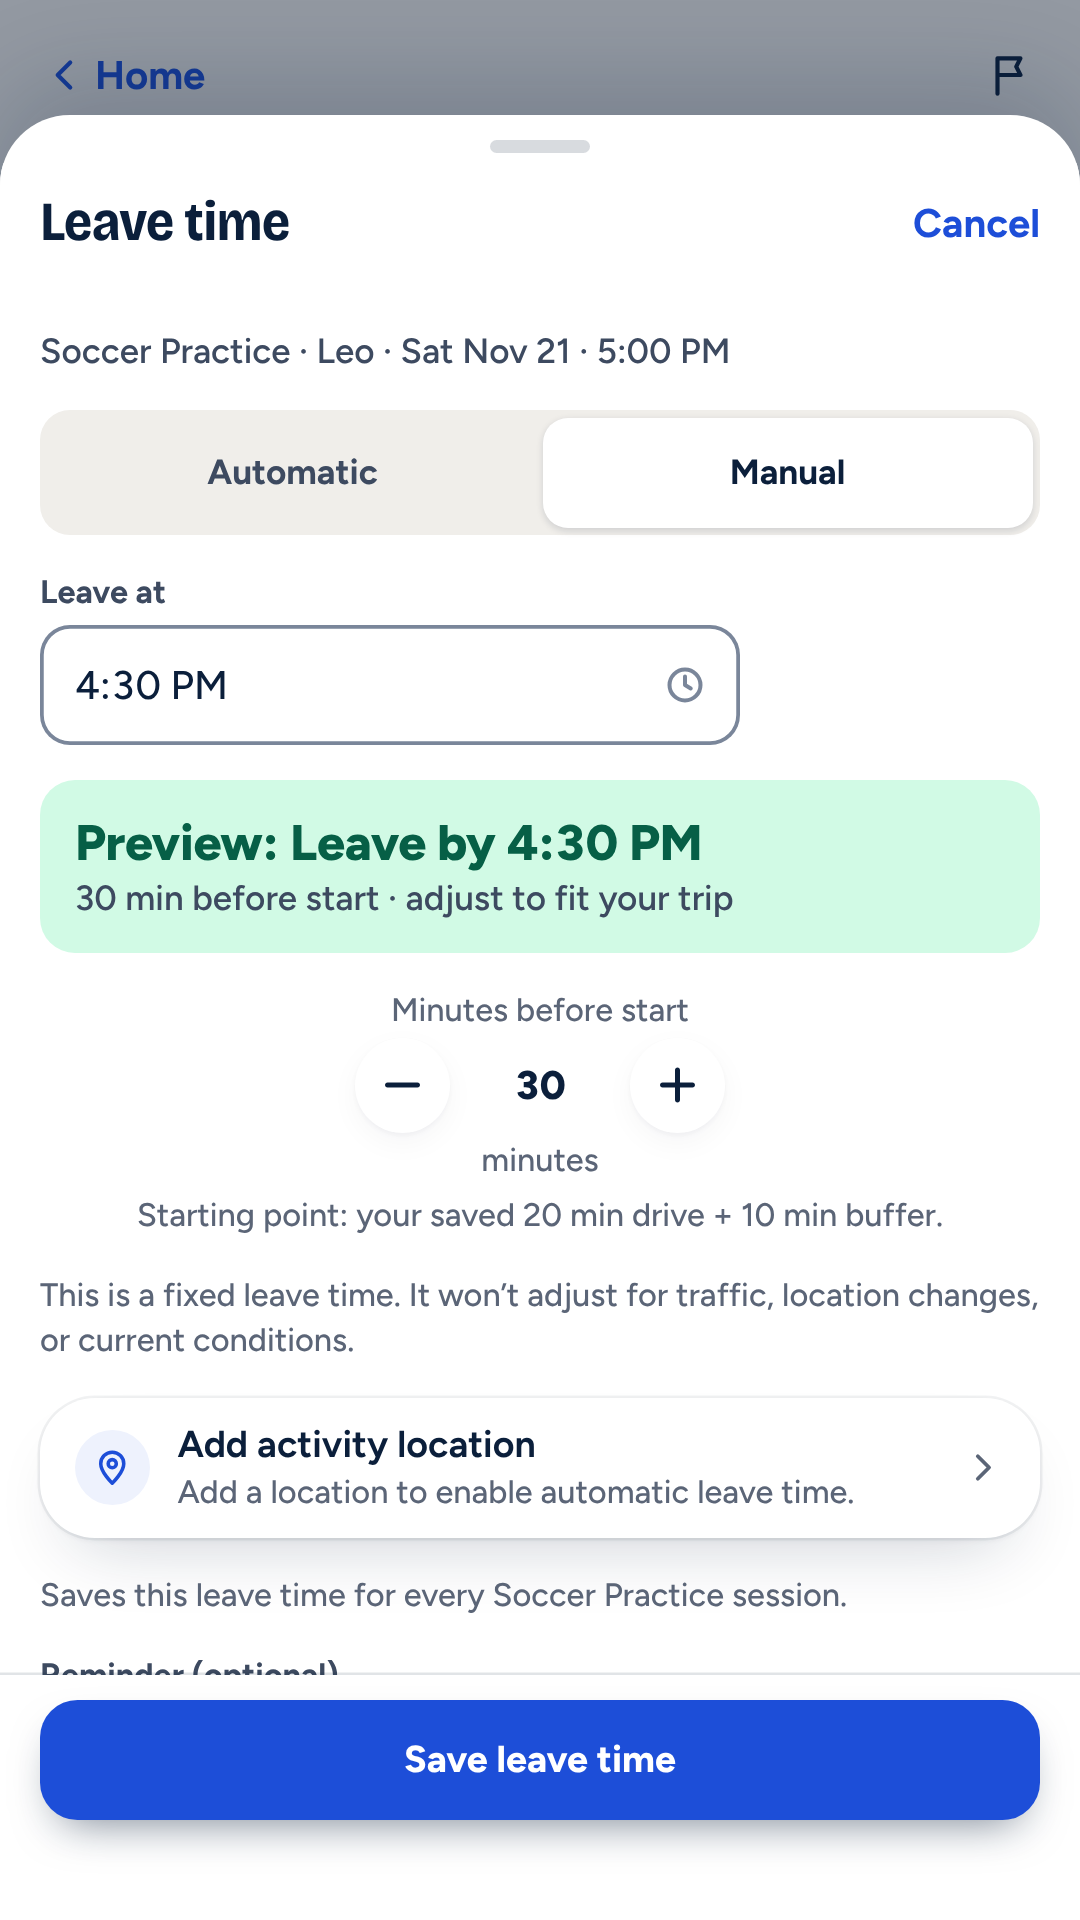 Home
Leave time
Cancel
Soccer Practice · Leo · Sat Nov 21 · 5:00 PM
Automatic
Manual
Leave at
4:30 PM
Preview: Leave by 4:30 PM
30 min before start · adjust to fit your trip
Minutes before start
30
minutes
Starting point: your saved 20 min drive + 10 min buffer.
This is a fixed leave time. It won’t adjust for traffic, location changes,
or current conditions.
Add activity location
Add a location to enable automatic leave time.
Saves this leave time for every Soccer Practice session.
Reminder (optional)
Save leave time